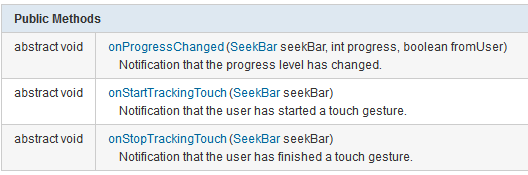 Public Methods
abstract void onProgressChanged (SeekBar seekBar, int progress, boolean fromUser)
Notification that the progress level has changed.
abstract void onStartTrackingTouch (SeekBar seekBar)
Notification that the user has started a touch gesture.
abstract void onStopTrackingTouch (SeekBar seekBar)
Notification that the user has finished a touch gesture.